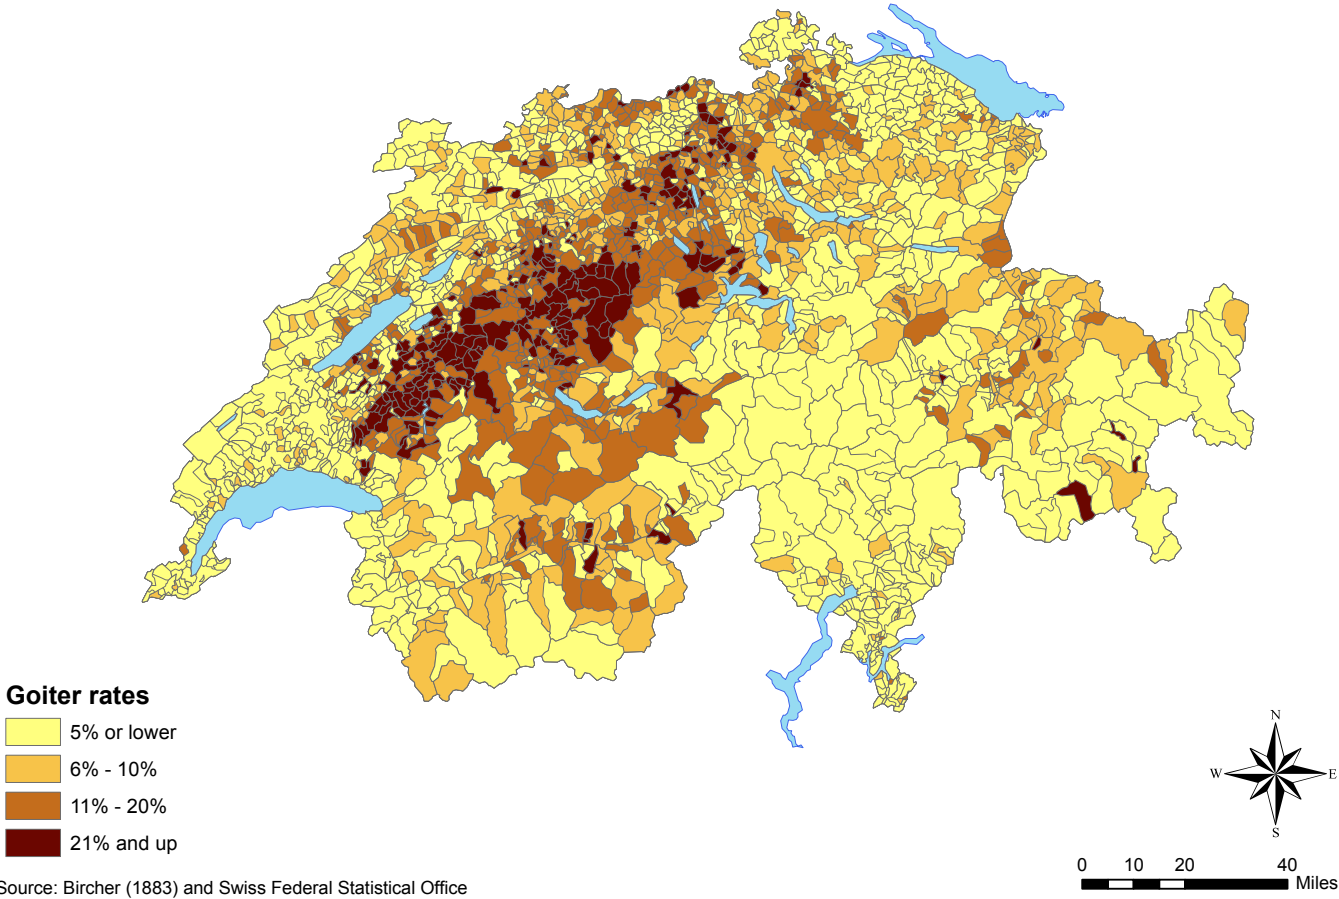 Goiter rates
5% or lower
6% - 10%
11% - 20%
21% and up
Source: Bircher (1883) and Swiss Federal Statistical Office
N
W E
S
0 10 20 40
Miles